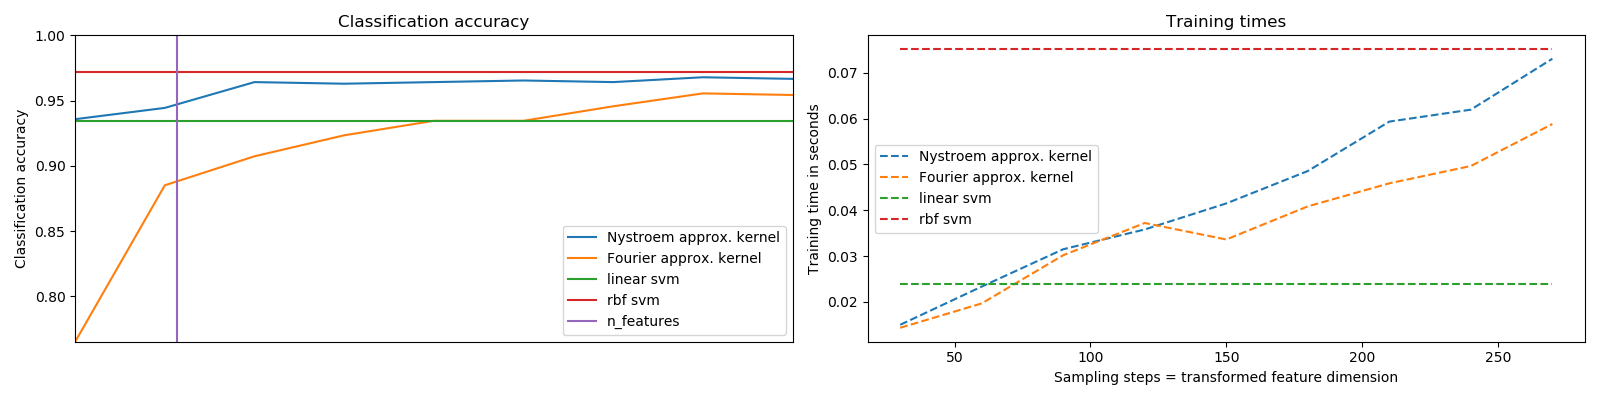 Classification accuracy
1.00
0.95
0.90
0.85
0.80
Classification accuracy
Nystroem approx. kernel
Fourier approx. kernel
linear svm
rbf svm
n_features
Training times
0.07
0.06
0.05
0.04
0.03
0.02
Training time in seconds
Nystroem approx. kernel
Fourier approx. kernel
linear svm
rbf svm
50 100 150 200 250
Sampling steps = transformed feature dimension